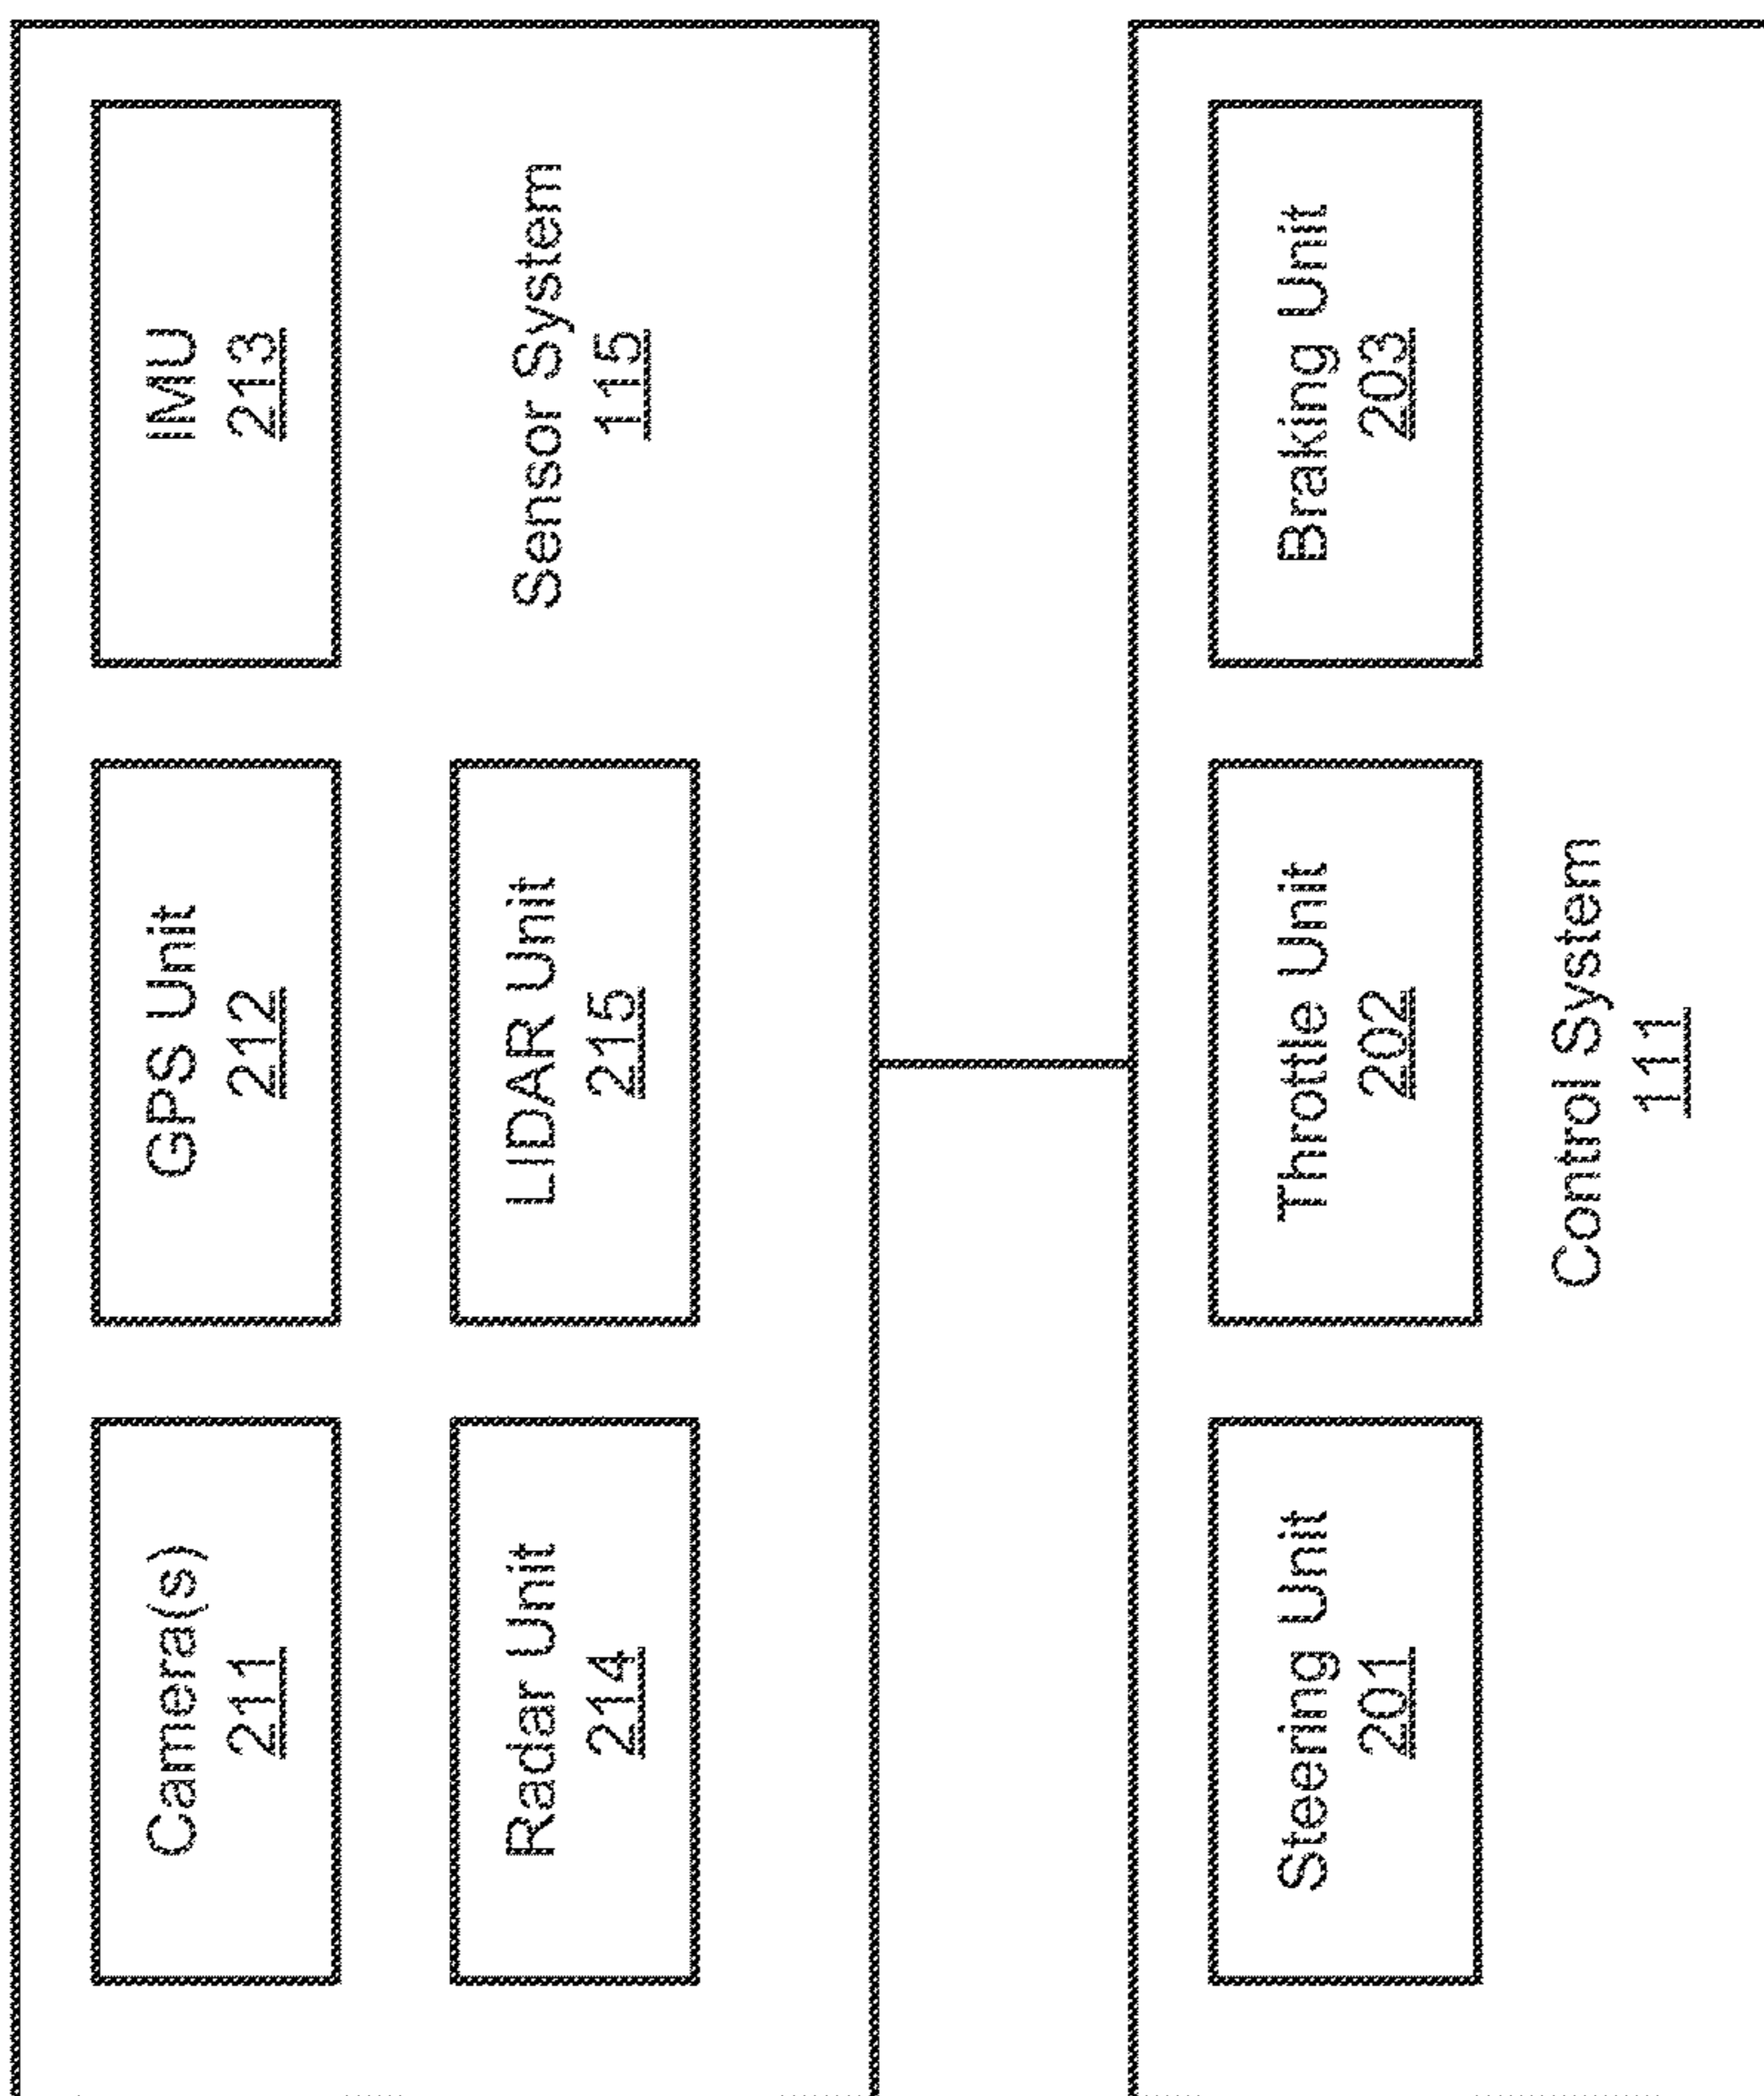 Camera(s)
211
GPS Unit
212
IMU
213
Radar Unit
214
LIDAR Unit
215
Sensor System
115
Steering Unit
201
Throttle Unit
202
Braking Unit
203
Control System
111